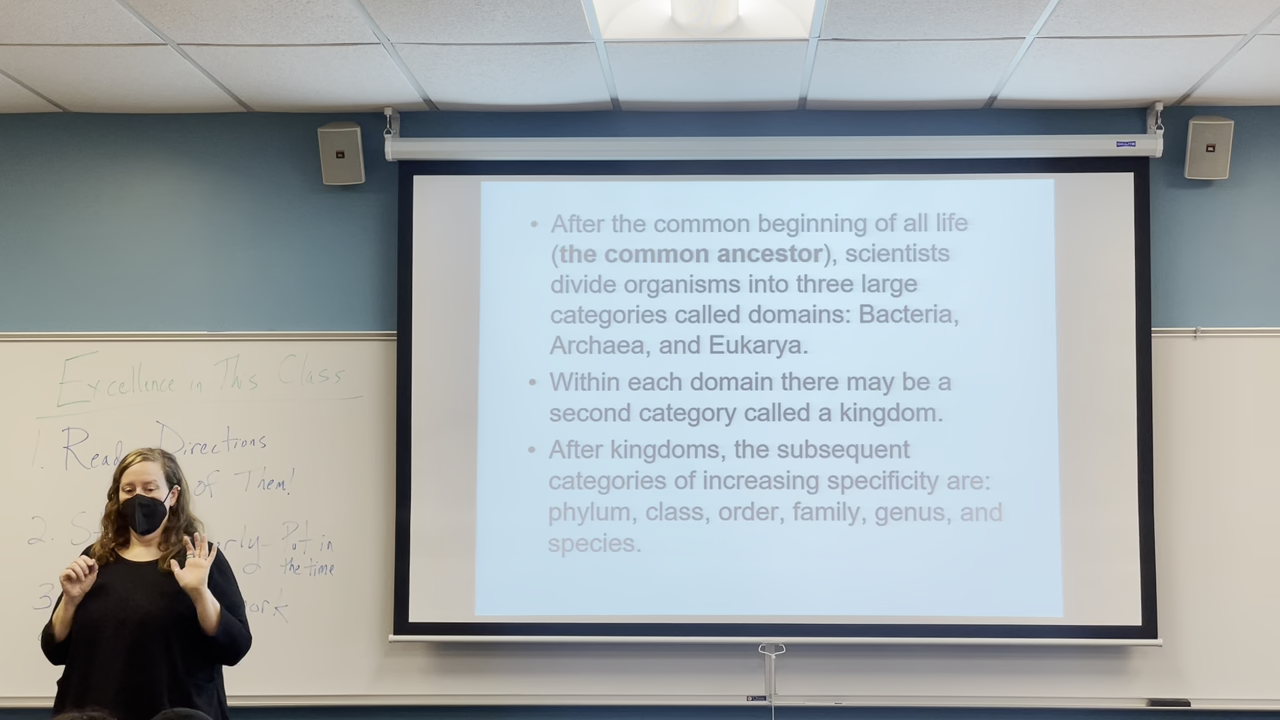 • After the common beginning of all life
(the common ancestor), scientists
divide organisms into three large
categories called domains: Bacteria,
Archaea, and Eukarya.
• Within each domain there may be a
second category called a kingdom.
• After kingdoms, the subsequent
categories of increasing specificity are:
phylum, class, order, family, genus, and
species.
Excellence in This Class
1. Read Directions
of Them!
2. Put in
the time
3